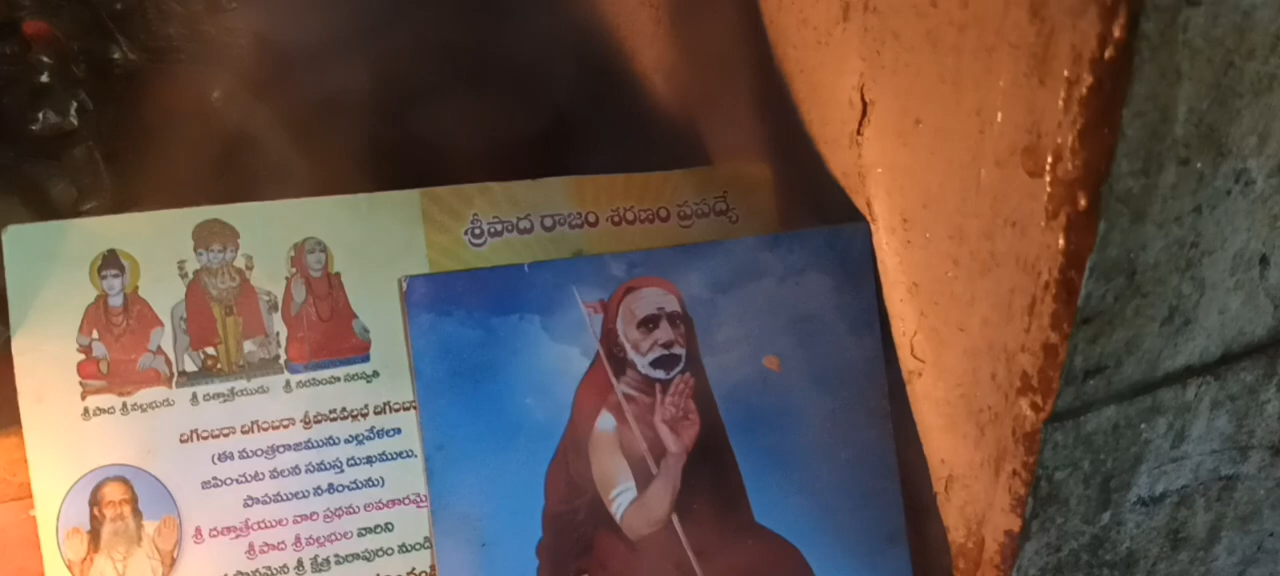 శ్రీపాద రాజం శరణం ప్రపద్యే
శ్రీపాద శ్రీవల్లభుడు
శ్రీ దత్తాత్రేయుడు
శ్రీ నరసింహ సరస్వతి
దిగంబరా దిగంబరా శ్రీపాదవల్లభ దిగంబరా
(ఈ మంత్రరాజమును ఎల్లవేళలా
జపించుట వలన సమస్త దుఃఖములు,
పాపములు నశించును)
శ్రీ దత్తాత్రేయుల వారి ప్రథమ అవతారమై
శ్రీపాద శ్రీవల్లభుల వారిని
శ్రీ క్షేత్ర పిఠాపురం నుండి